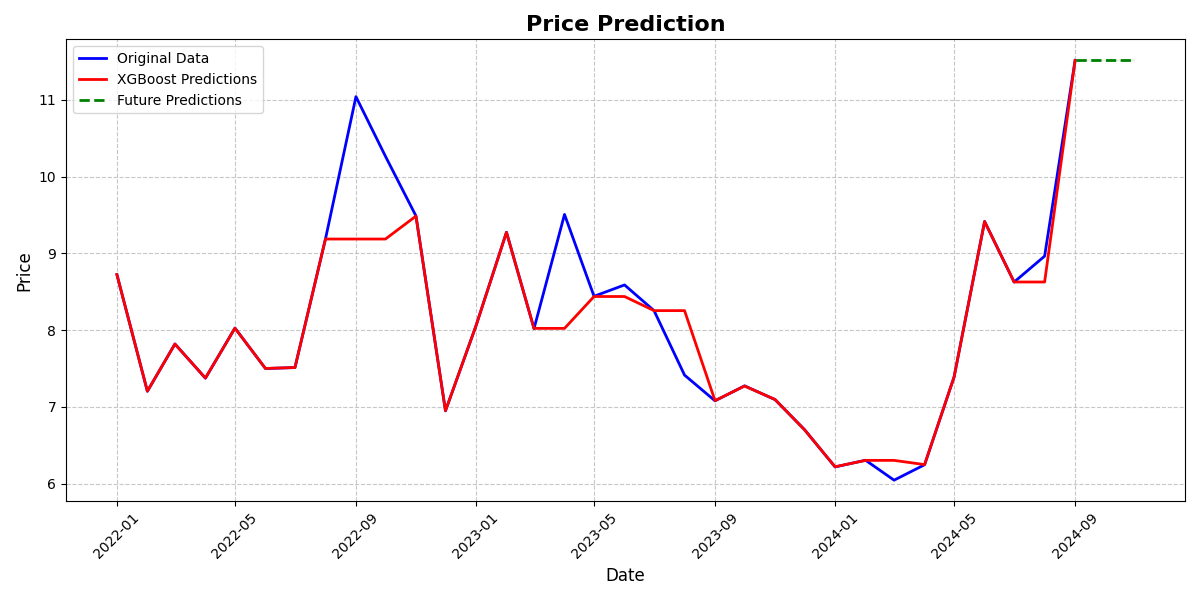 Price Prediction
Original Data
XGBoost Predictions
Future Predictions
Price
11
10
9
8
7
6
2022-01
2022-05
2022-09
2023-01
2023-05
2023-09
2024-01
2024-05
2024-09
Date